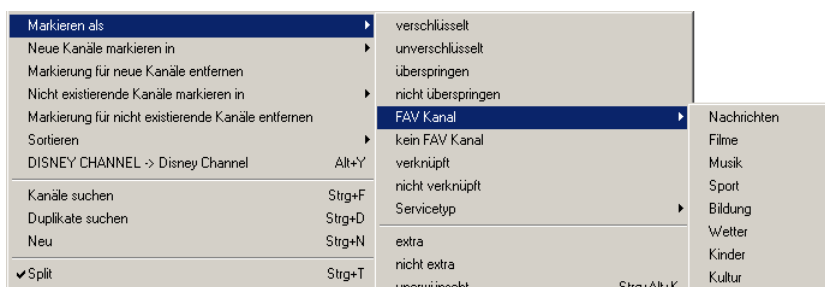 Markieren als
Neue Kanäle markieren in
Markierung für neue Kanäle entfernen
Nicht existierende Kanäle markieren in
Markierung für nicht existierende Kanäle entfernen
Sortieren
DISNEY CHANNEL -> Disney Channel Alt+Y
Kanäle suchen Strg+F
Duplikate suchen Strg+D
Neu Strg+N
Split Strg+T
verschlüsselt
unverschlüsselt
überspringen
nicht überspringen
FAV Kanal
kein FAV Kanal
verknüpft
nicht verknüpft
Servicetyp
extra
nicht extra
unerwünscht Strg+Alt+K
Nachrichten
Filme
Musik
Sport
Bildung
Wetter
Kinder
Kultur